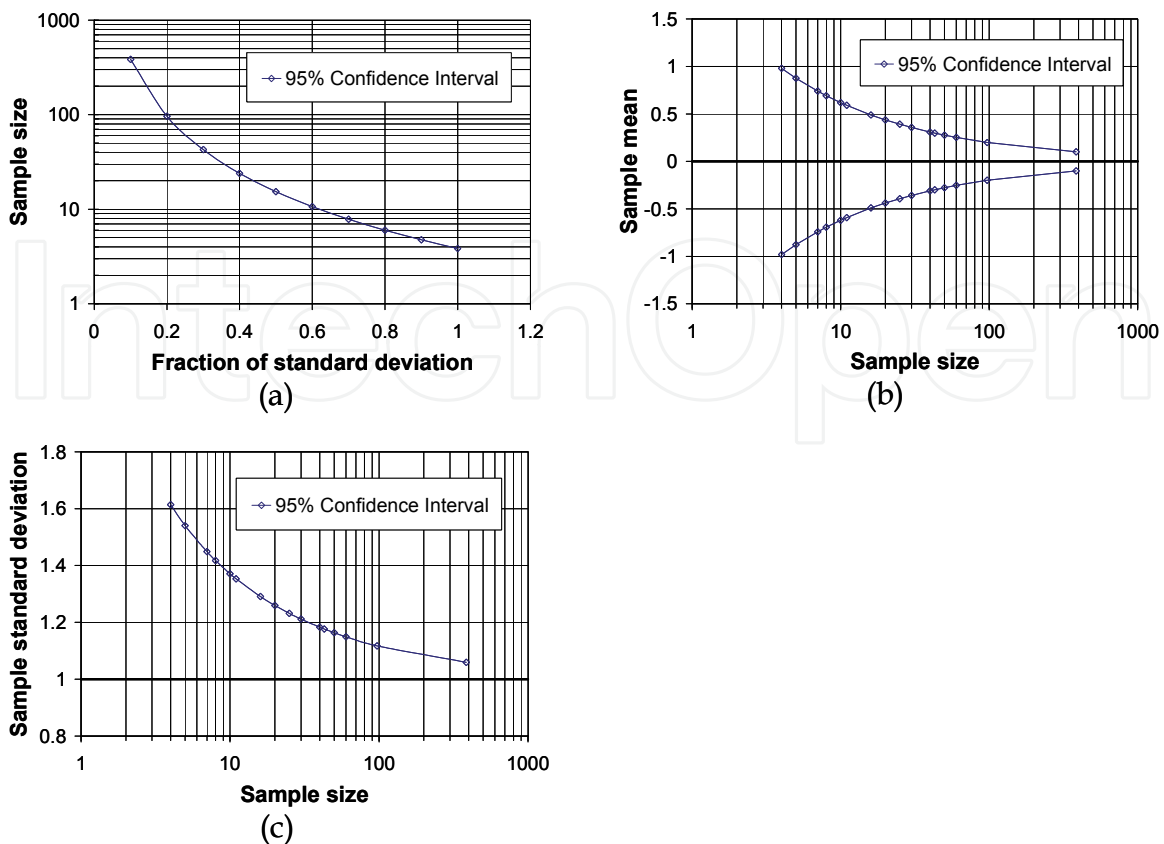 1000
100
10
1
Sample size
95% Confidence Interval
0 0.2 0.4 0.6 0.8 1 1.2
Fraction of standard deviation
(a)
1.5
1
0.5
0
-0.5
-1
-1.5
Sample mean
95% Confidence Interval
1 10 100 1000
Sample size
(b)
1.8
1.6
1.4
1.2
1
0.8
Sample standard deviation
95% Confidence Interval
1 10 100 1000
Sample size
(c)
IntechOpen